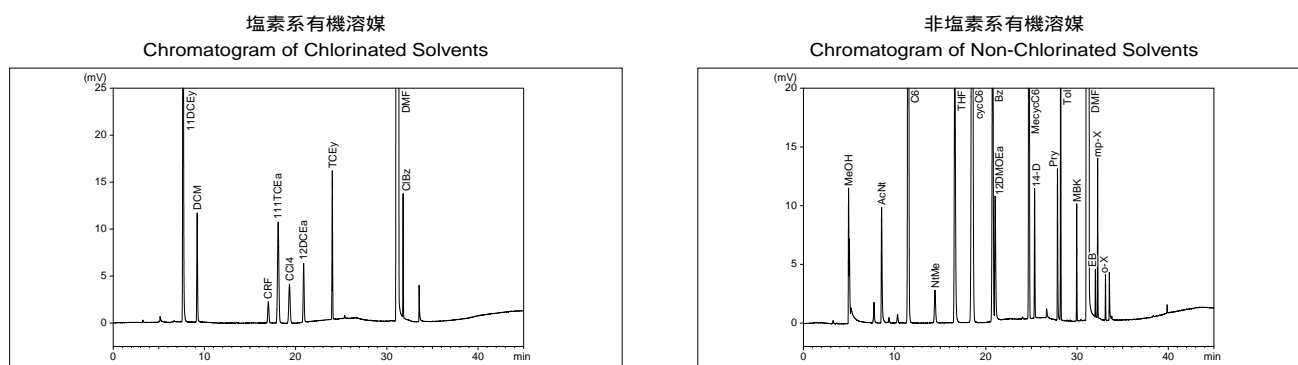 塩素系有機溶媒
Chromatogram of Chlorinated Solvents
(mV)
25
20
15
10
5
0
11DCEy
DCM
CRF
111TCEa
CCl4
12DCEa
TCEy
DMF
ClBz
0
10
20
30
40
min
非塩素系有機溶媒
Chromatogram of Non-Chlorinated Solvents
(mV)
20
15
10
5
0
MeOH
AcNt
C6
NtMe
THF
cycC6
Bz
12DMOEa
MecycC6
14-D
Pry
Tol
MBK
DMF
EB
mp-X
o-X
0
10
20
30
40
min